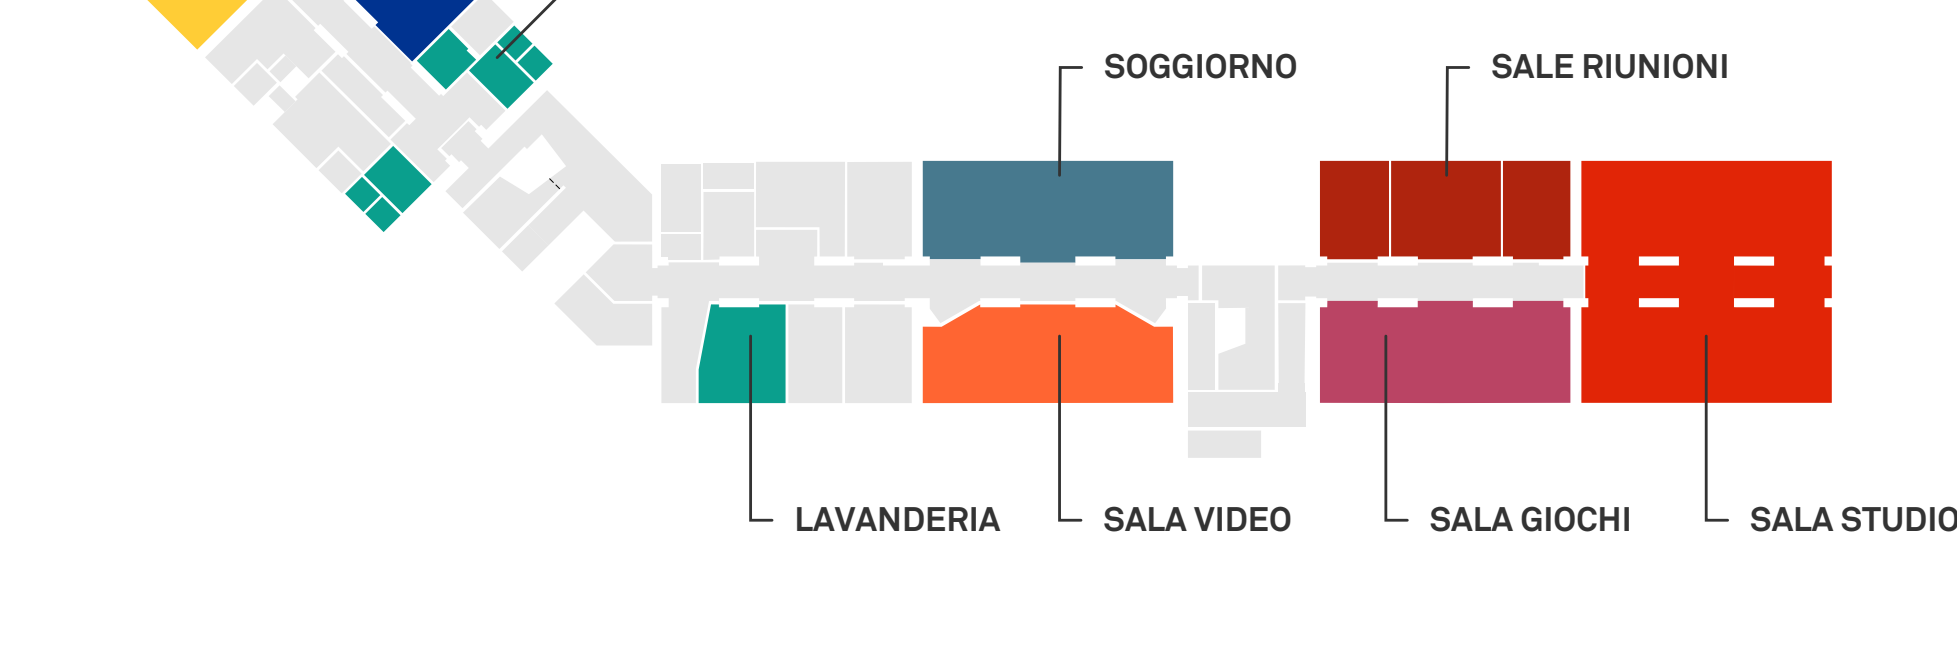 SOGGIORNO
SALE RIUNIONI
LAVANDERIA
SALA VIDEO
SALA GIOCHI
SALA STUDIO